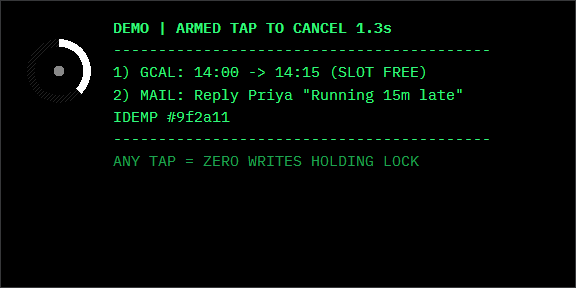 DEMO | ARMED TAP TO CANCEL 1.3s
------------------------------------------
1) GCAL: 14:00 -> 14:15 (SLOT FREE)
2) MAIL: Reply Priya "Running 15m late"
IDEMP #9f2a11
------------------------------------------
ANY TAP = ZERO WRITES HOLDING LOCK